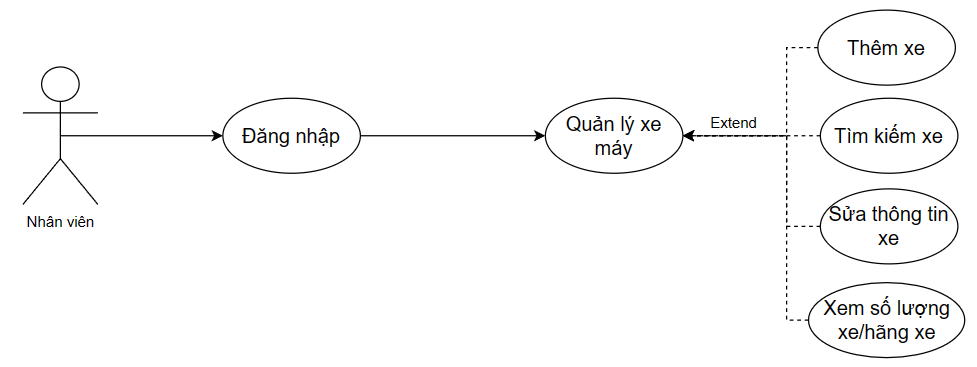 Thêm xe
Đăng nhập
Quản lý xe
máy
Extend
Tìm kiếm xe
Nhân viên
Sửa thông tin
xe
Xem số lượng
xe/hãng xe